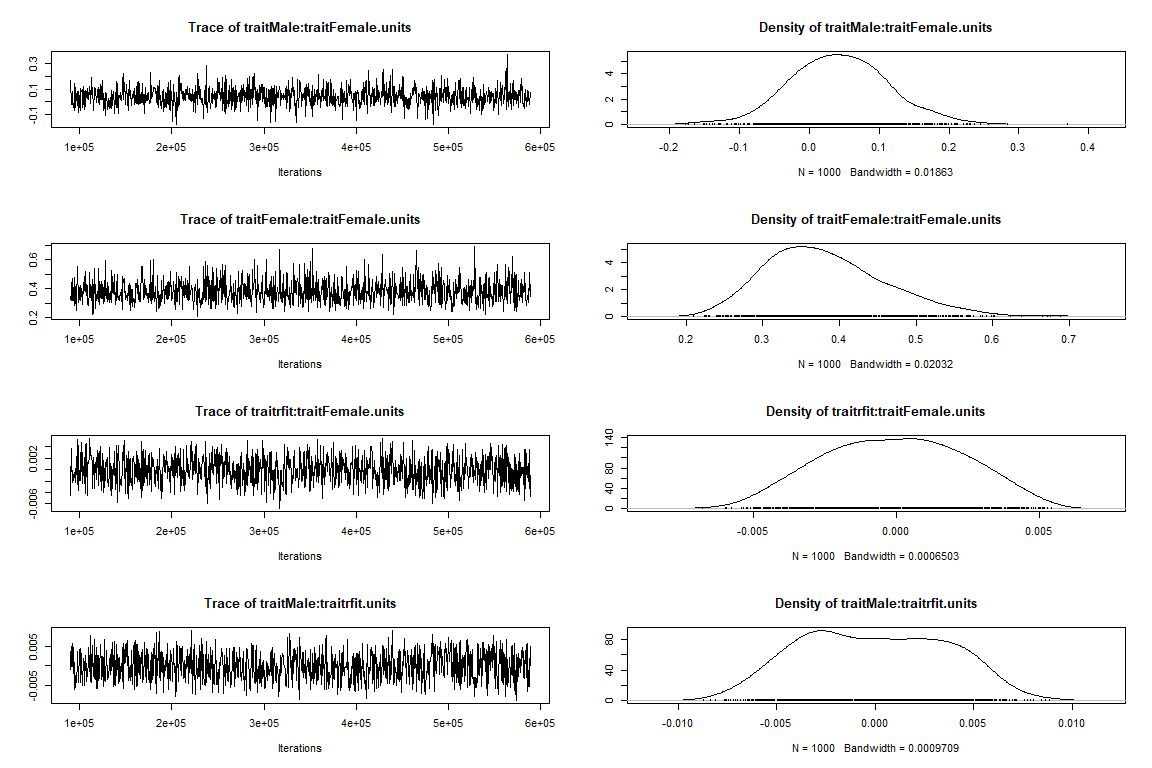 Trace of traitMale:traitFemale.units
0.3
0.1
-0.1
1e+05 2e+05 3e+05 4e+05 5e+05 6e+05
Iterations
Density of traitMale:traitFemale.units
4
2
0
-0.2 -0.1 0.0 0.1 0.2 0.3 0.4
N = 1000 Bandwidth = 0.01863
Trace of traitFemale:traitFemale.units
0.6
0.4
0.2
1e+05 2e+05 3e+05 4e+05 5e+05 6e+05
Iterations
Density of traitFemale:traitFemale.units
4
2
0
0.2 0.3 0.4 0.5 0.6 0.7
N = 1000 Bandwidth = 0.02032
Trace of traitrfit:traitFemale.units
0.002
-0.006
1e+05 2e+05 3e+05 4e+05 5e+05 6e+05
Iterations
Density of traitrfit:traitFemale.units
140
80
40
0
-0.005 0.000 0.005
N = 1000 Bandwidth = 0.0006503
Trace of traitMale:traitrfit.units
0.005
-0.005
1e+05 2e+05 3e+05 4e+05 5e+05 6e+05
Iterations
Density of traitMale:traitrfit.units
80
40
0
-0.010 -0.005 0.000 0.005 0.010
N = 1000 Bandwidth = 0.0009709